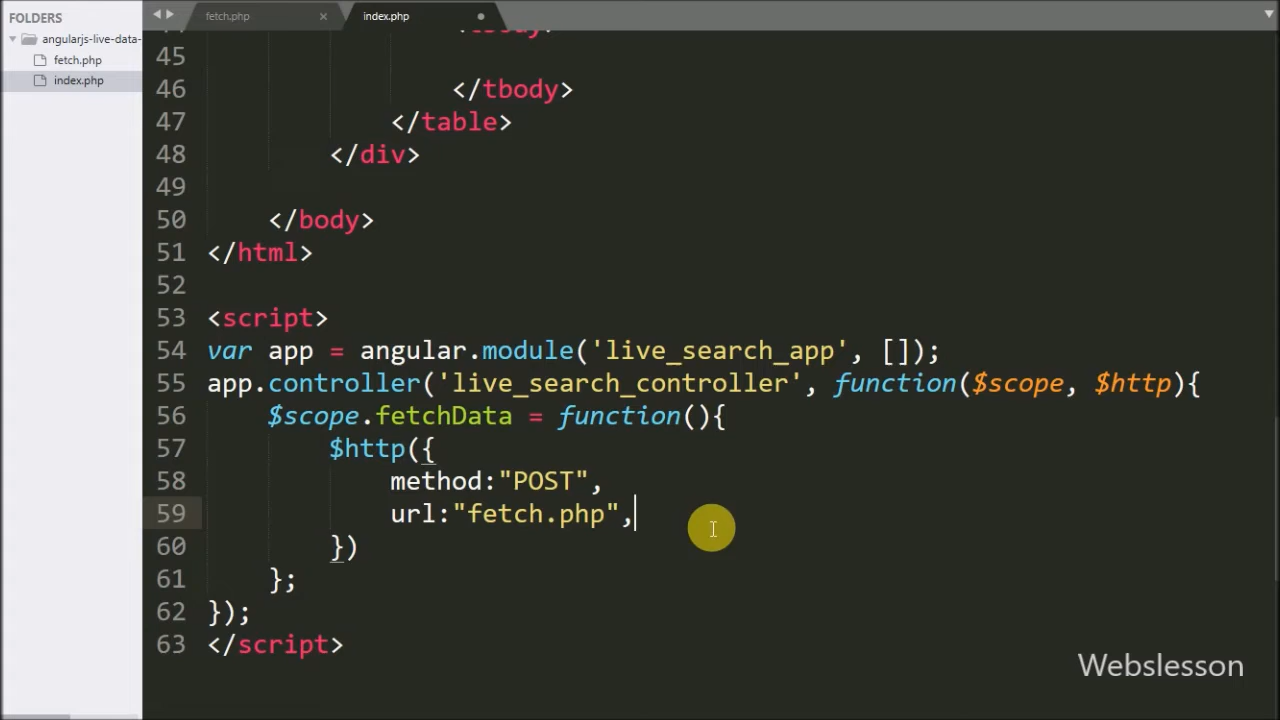 FOLDERS
angularjs-live-data-
fetch.php
index.php
fetch.php × index.php
45
46 </tbody>
47 </table>
48 </div>
49
50 </body>
51 </html>
52
53 <script>
54 var app = angular.module('live_search_app', []);
55 app.controller('live_search_controller', function($scope, $http){
56 $scope.fetchData = function(){
57 $http({
58 method:"POST",
59 url:"fetch.php",
60 })
61 };
62 });
63 </script>
Webslesson